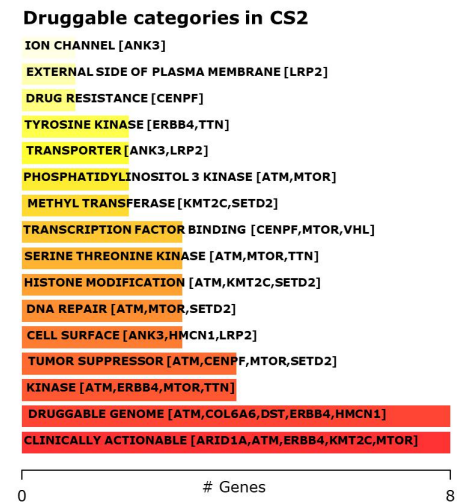 Druggable categories in CS2
ION CHANNEL [ANK3]
EXTERNAL SIDE OF PLASMA MEMBRANE [LRP2]
DRUG RESISTANCE [CENPF]
TYROSINE KINASE [ERBB4,TTN]
TRANSPORTER [ANK3,LRP2]
PHOSPHATIDYLINOSITOL 3 KINASE [ATM,MTOR]
METHYL TRANSFERASE [KMT2C,SETD2]
TRANSCRIPTION FACTOR BINDING [CENPF,MTOR,VHL]
SERINE THREONINE KINASE [ATM,MTOR,TTN]
HISTONE MODIFICATION [ATM,KMT2C,SETD2]
DNA REPAIR [ATM,MTOR,SETD2]
CELL SURFACE [ANK3,HMCN1,LRP2]
TUMOR SUPPRESSOR [ATM,CENPF,MTOR,SETD2]
KINASE [ATM,ERBB4,MTOR,TTN]
DRUGGABLE GENOME [ATM,COL6A6,DST,ERBB4,HMCN1]
CLINICALLY ACTIONABLE [ARID1A,ATM,ERBB4,KMT2C,MTOR]
# Genes
0 8